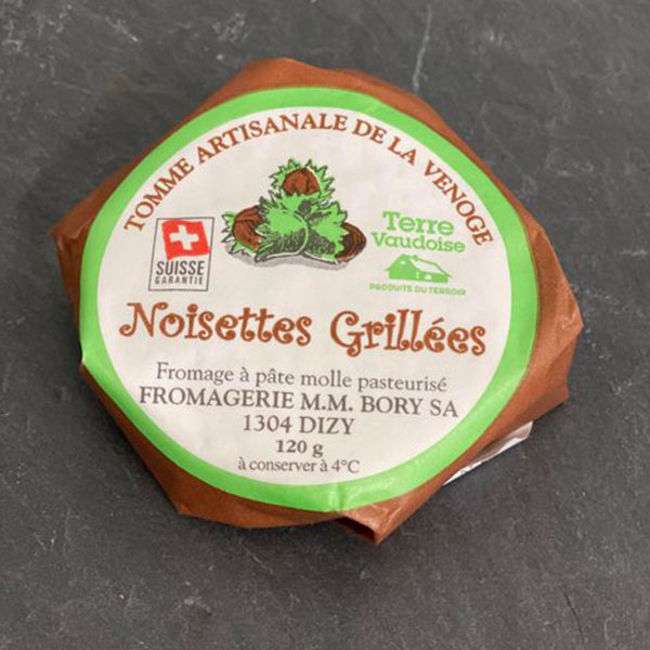 TOMME ARTISANALE DE LA VENOGE
SUISSE
GARANTIE
Terre
Vaudoise
PRODUITS DU TERROIR
Noisettes Grillées
Fromage à pâte molle pasteurisé
FROMAGERIE M.M. BORY SA
1304 DIZY
120 g
à conserver à 4°C